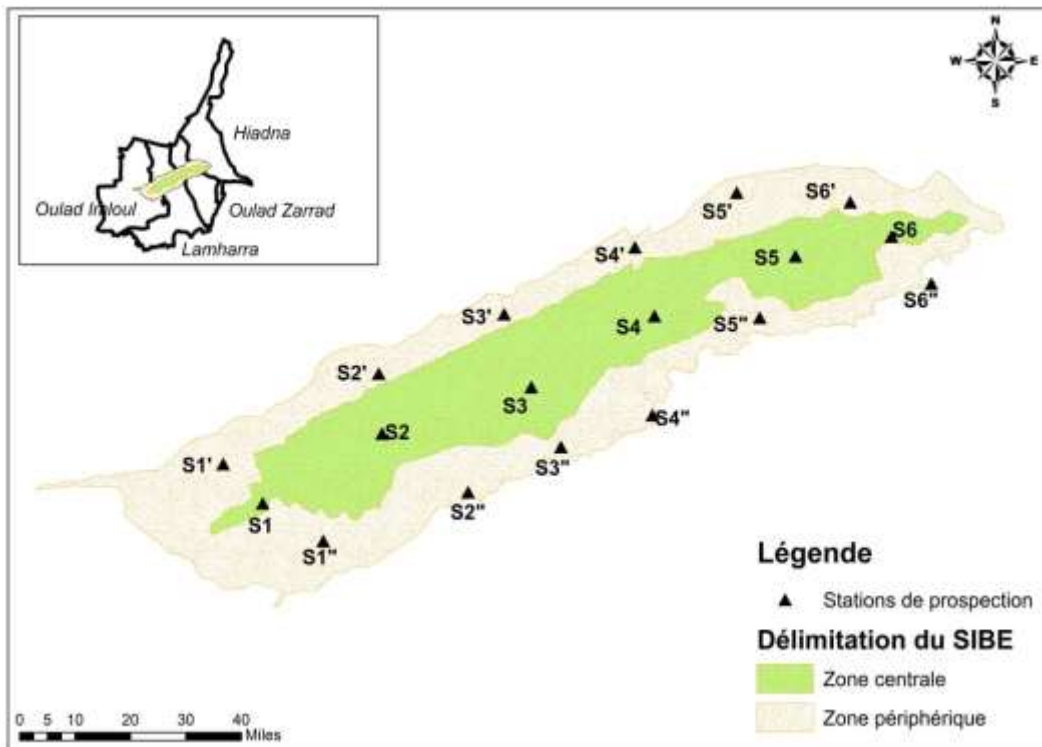 N
W E
S
Hiadna
Oulad Imloul
Oulad Zarrad
Lamharra
S6'
S5'
S6
S4'
S5
S6"
S3'
S4
S5"
S2'
S3
S4"
S2
S3"
S1'
S2"
S1
S1"
Légende
Stations de prospection
Délimitation du SIBE
Zone centrale
Zone périphérique
0 5 10 20 30 40
Miles